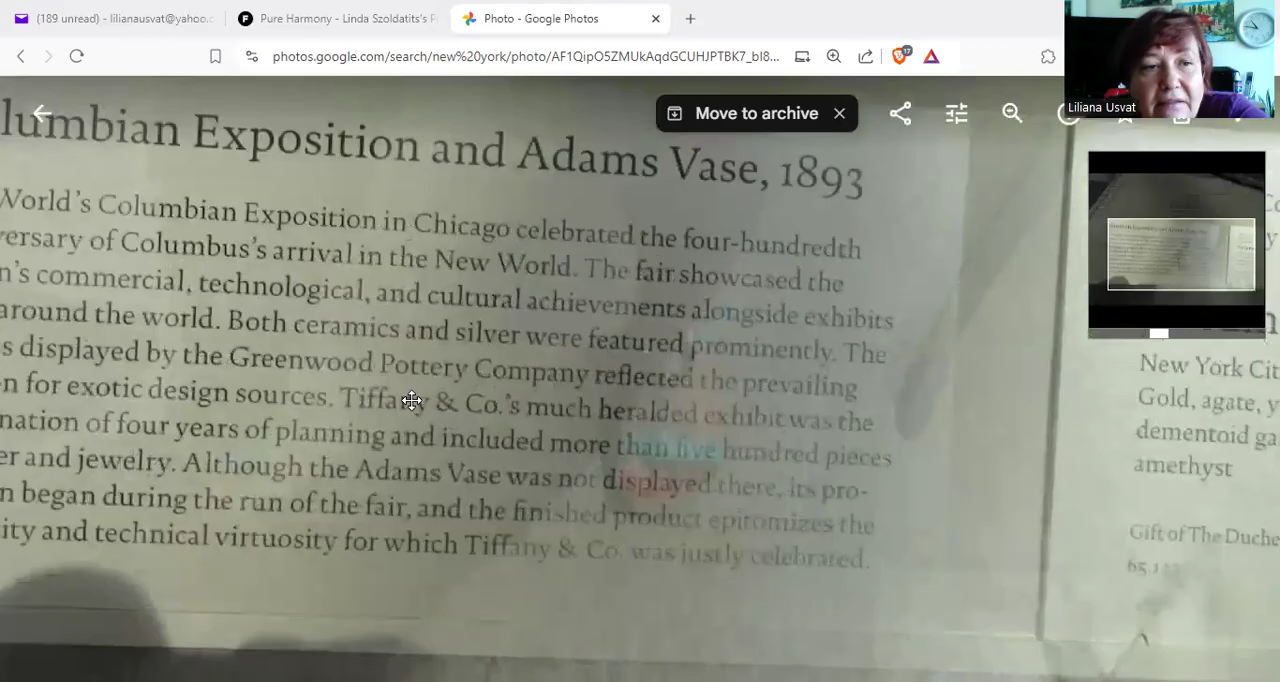 (189 unread) - lilianausvat@yahoo.c
Pure Harmony - Linda Szoldatits's P
Photo - Google Photos
photos.google.com/search/new%20york/photo/AF1QipO5ZMUkAqdGCUHJPTBK7_bI8...
17
Liliana Usvat
Move to archive
lumbian Exposition and Adams Vase, 1893
World's Columbian Exposition in Chicago celebrated the four-hundredth
versary of Columbus's arrival in the New World. The fair showcased the
n's commercial, technological, and cultural achievements alongside exhibits
around the world. Both ceramics and silver were featured prominently. The
s displayed by the Greenwood Pottery Company reflected the prevailing
n for exotic design sources. Tiffany & Co.'s much heralded exhibit was the
nation of four years of planning and included more than five hundred pieces
er and jewelry. Although the Adams Vase was not displayed there, its pro-
n began during the run of the fair, and the finished product epitomizes the
ity and technical virtuosity for which Tiffany & Co. was justly celebrated.
New York Cit
Gold, agate, y
dementoid ga
amethyst
Gift of The Duche